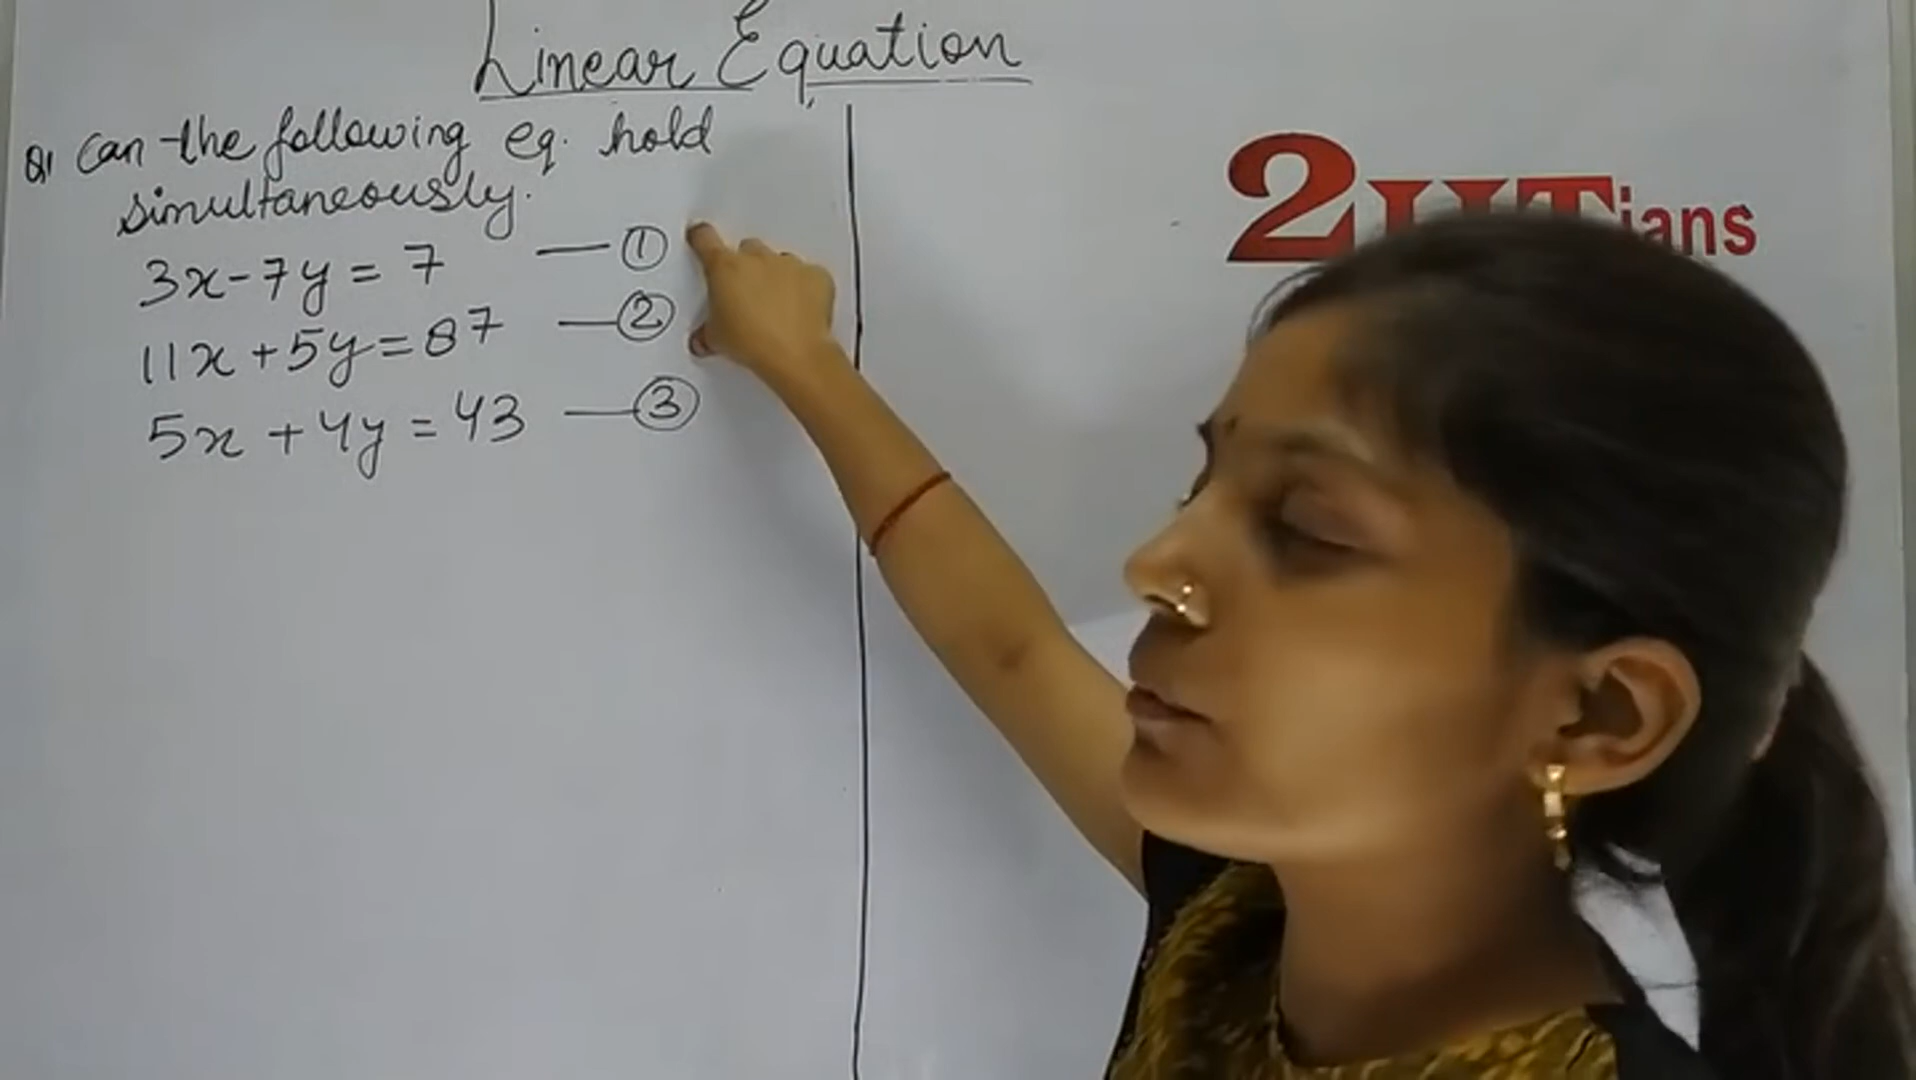 Linear Equation
Q1 Can the following eq. hold
simultaneously.
3x - 7y = 7 — ①
11x + 5y = 87 — ②
5x + 4y = 43 — ③
2IITians